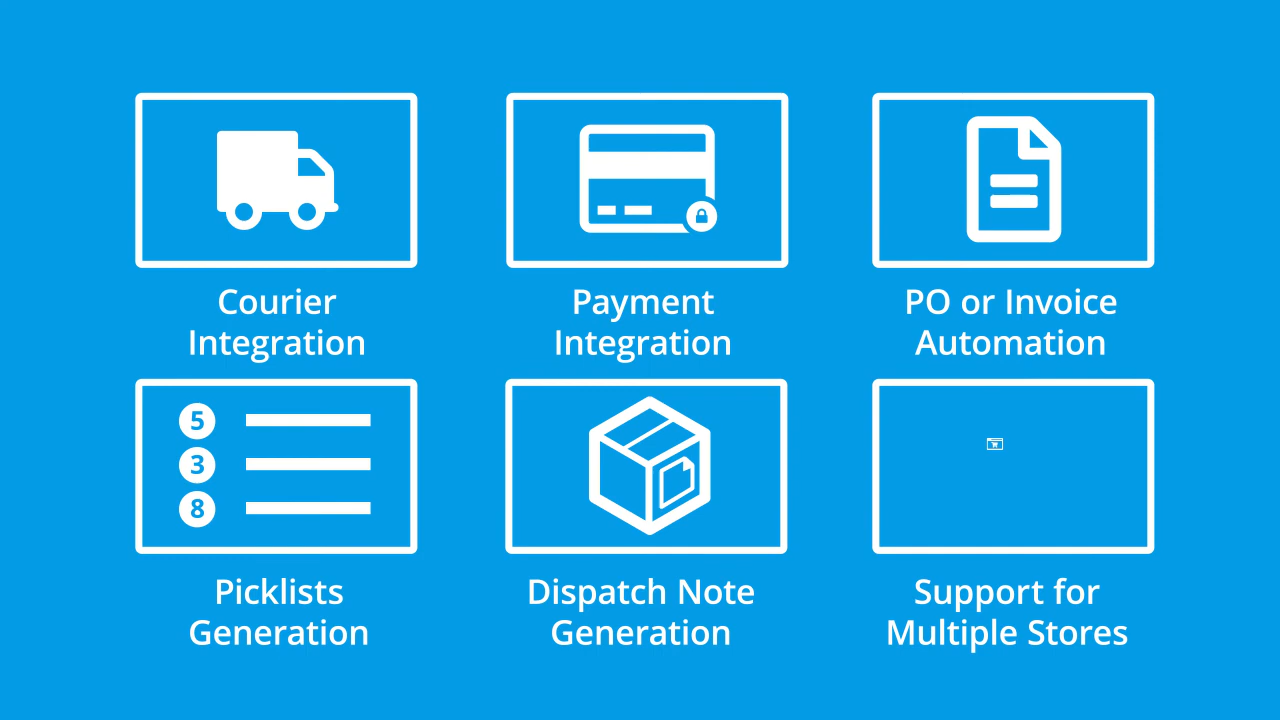 Courier
Integration
Payment
Integration
PO or Invoice
Automation
5
3
8
Picklists
Generation
Dispatch Note
Generation
Support for
Multiple Stores